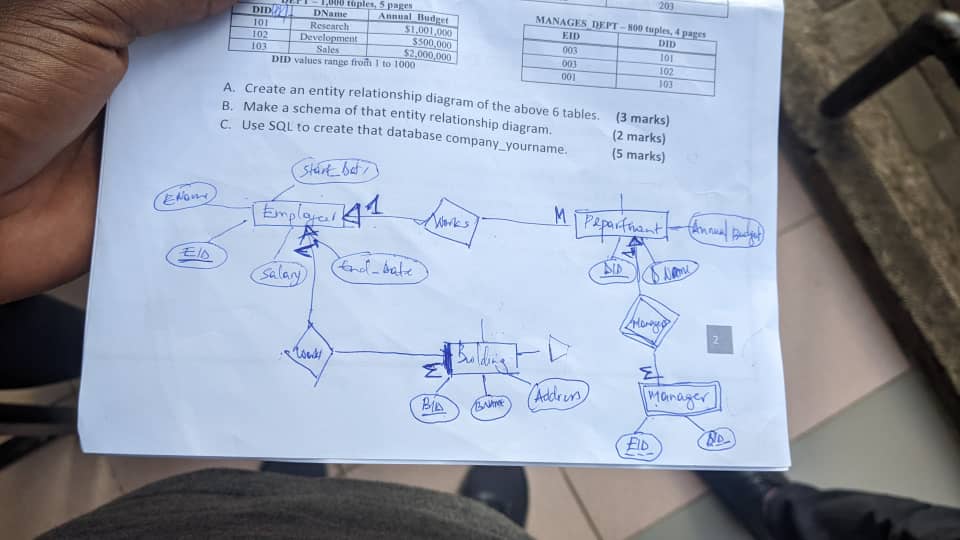 DEPT – 1,000 tuples, 5 pages
DID DName Annual Budget
101 Research $1,001,000
102 Development $500,000
103 Sales $2,000,000
DID values range from 1 to 1000
203
MANAGES_DEPT – 800 tuples, 4 pages
EID DID
003 101
003 102
001 103
A. Create an entity relationship diagram of the above 6 tables. (3 marks)
B. Make a schema of that entity relationship diagram. (2 marks)
C. Use SQL to create that database company_yourname. (5 marks)
EName
Employee 1
Works
M Department
Annual Budget
EID
Salary
End_Date
DID
DName
Manages
2
Works
Building
M
BID
BName
Address
Manager
EID